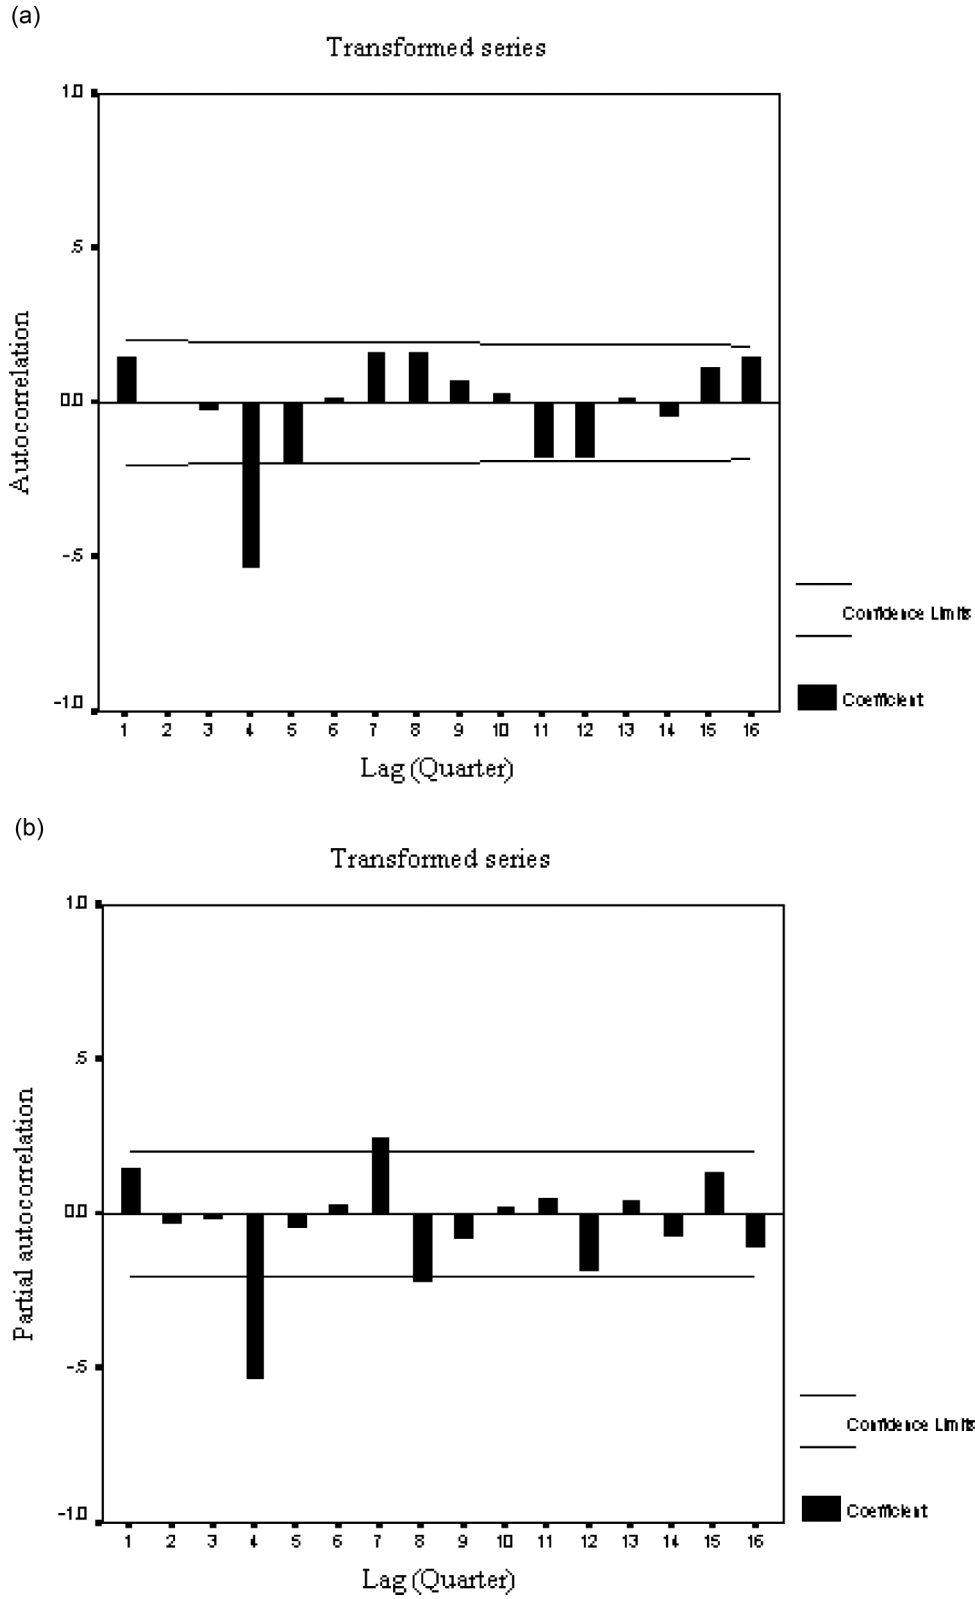 (a)
Transformed series
1.0
.5
0.0
-.5
-1.0
Autocorrelation
1 2 3 4 5 6 7 8 9 10 11 12 13 14 15 16
Lag (Quarter)
Confidence Limits
Coefficient
(b)
Transformed series
1.0
.5
0.0
-.5
-1.0
Partial autocorrelation
1 2 3 4 5 6 7 8 9 10 11 12 13 14 15 16
Lag (Quarter)
Confidence Limits
Coefficient